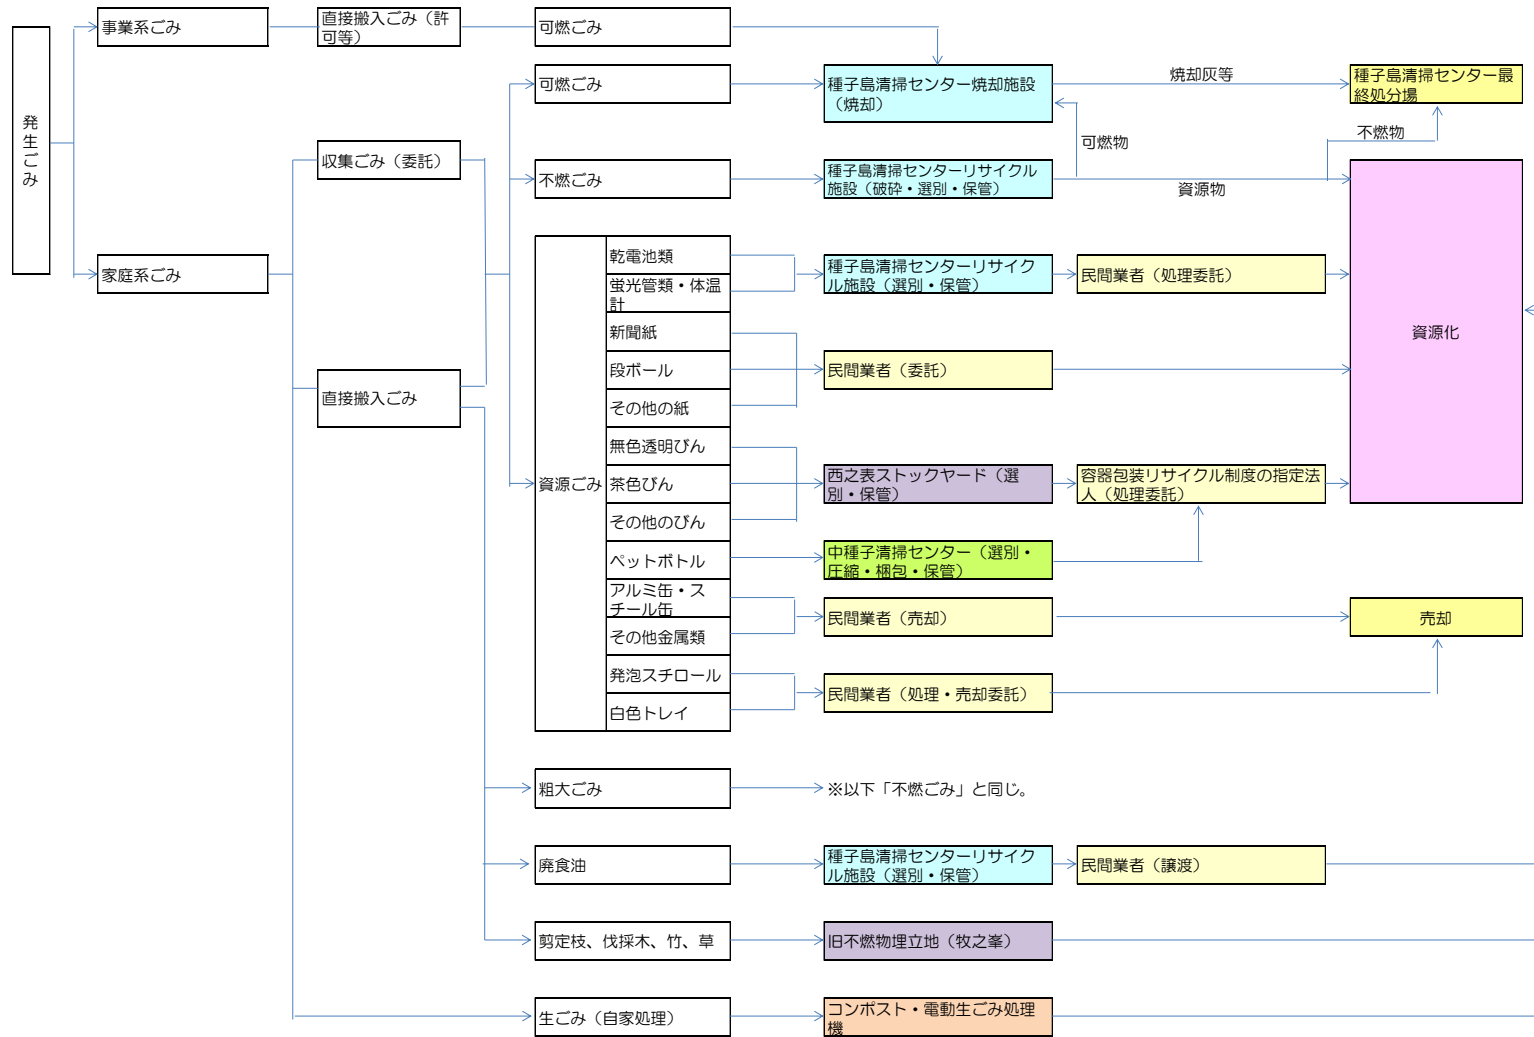 発生ごみ
事業系ごみ
直接搬入ごみ（許
可等）
可燃ごみ
可燃ごみ
種子島清掃センター焼却施設
（焼却）
焼却灰等
種子島清掃センター最
終処分場
収集ごみ（委託）
可燃物
不燃物
不燃ごみ
種子島清掃センターリサイクル
施設（破砕・選別・保管）
資源物
家庭系ごみ
資源ごみ
乾電池類
蛍光管類・体温
計
種子島清掃センターリサイク
ル施設（選別・保管）
民間業者（処理委託）
資源化
新聞紙
段ボール
その他の紙
民間業者（委託）
直接搬入ごみ
無色透明びん
茶色びん
その他のびん
西之表ストックヤード（選
別・保管）
容器包装リサイクル制度の指定法
人（処理委託）
ペットボトル
中種子清掃センター（選別・
圧縮・梱包・保管）
アルミ缶・ス
チール缶
その他金属類
民間業者（売却）
売却
発泡スチロール
白色トレイ
民間業者（処理・売却委託）
粗大ごみ
※以下「不燃ごみ」と同じ。
廃食油
種子島清掃センターリサイク
ル施設（選別・保管）
民間業者（譲渡）
剪定枝、伐採木、竹、草
旧不燃物埋立地（牧之峯）
生ごみ（自家処理）
コンポスト・電動生ごみ処理
機